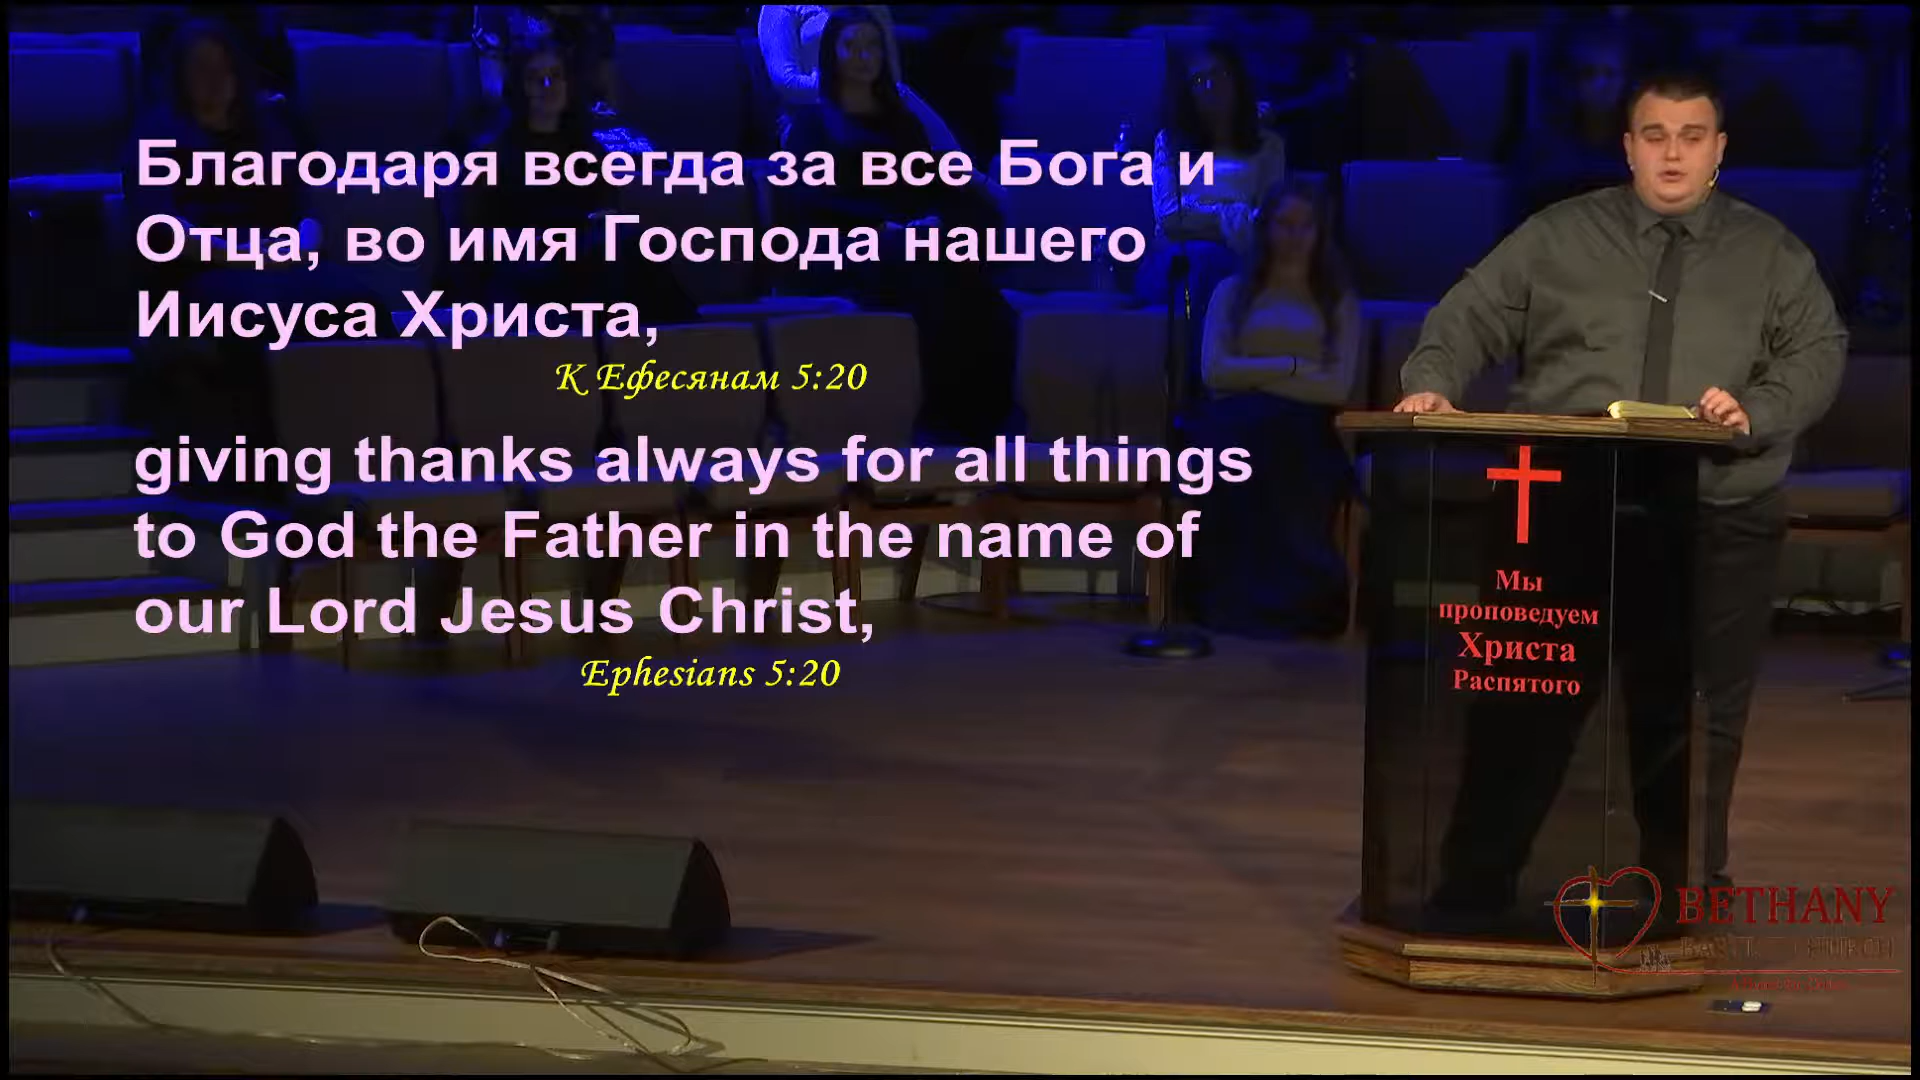 Благодаря всегда за все Бога и
Отца, во имя Господа нашего
Иисуса Христа,
К Ефесянам 5:20
giving thanks always for all things
to God the Father in the name of
our Lord Jesus Christ,
Ephesians 5:20
Мы
проповедуем
Христа
Распятого
BETHANY
BAPTIST CHURCH